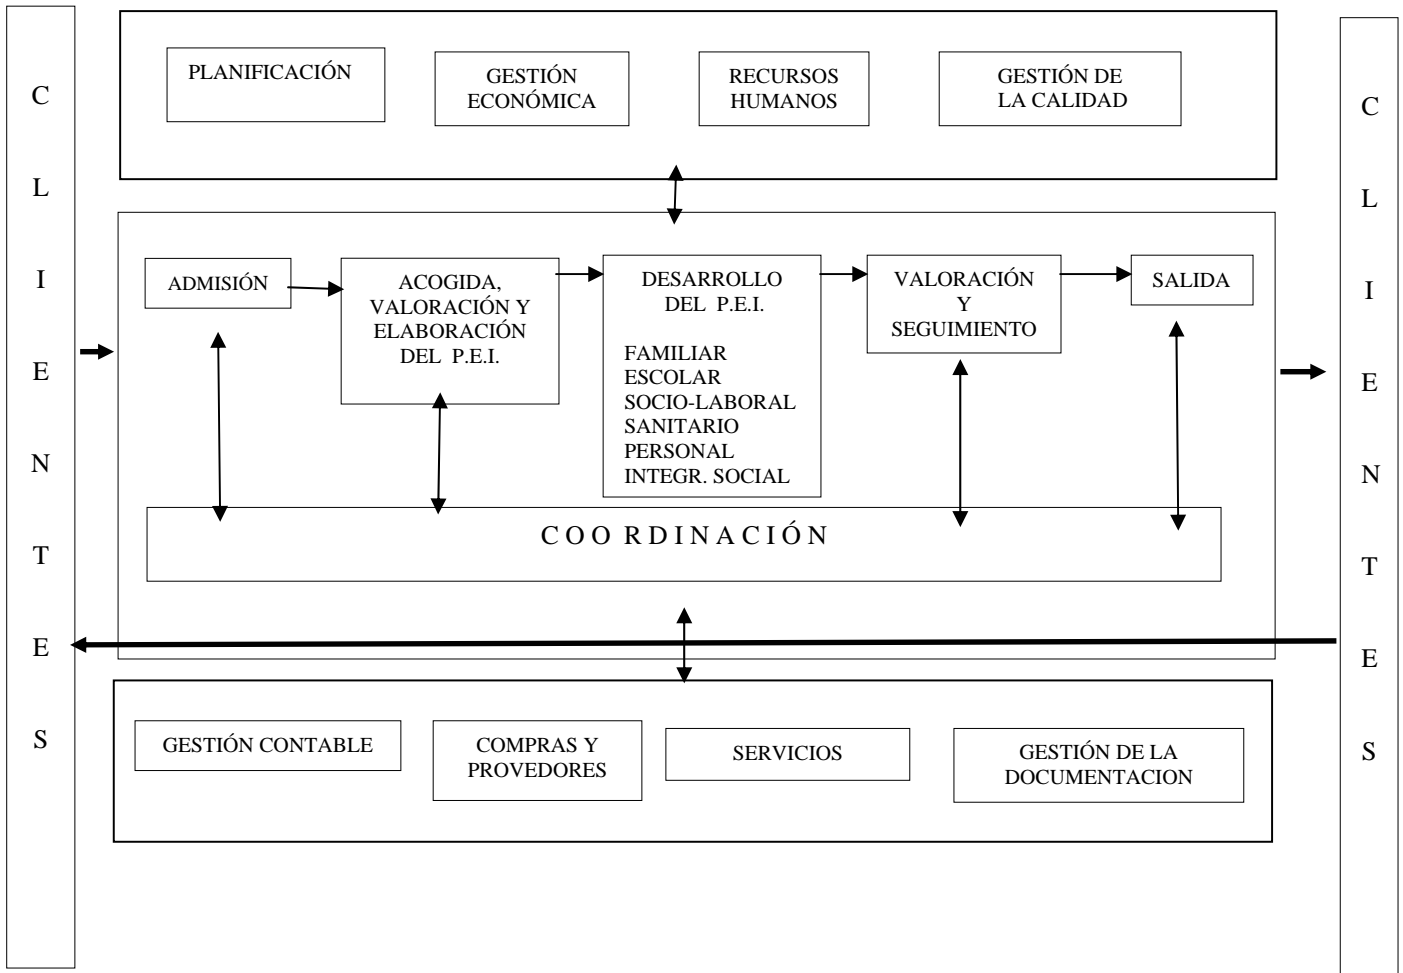 C
L
I
E
N
T
E
S
PLANIFICACIÓN
GESTIÓN
ECONÓMICA
RECURSOS
HUMANOS
GESTIÓN DE
LA CALIDAD
ADMISIÓN
ACOGIDA,
VALORACIÓN Y
ELABORACIÓN
DEL P.E.I.
DESARROLLO
DEL P.E.I.
FAMILIAR
ESCOLAR
SOCIO-LABORAL
SANITARIO
PERSONAL
INTEGR. SOCIAL
VALORACIÓN
Y
SEGUIMIENTO
SALIDA
C O O R D I N A C I Ó N
GESTIÓN CONTABLE
COMPRAS Y
PROVEDORES
SERVICIOS
GESTIÓN DE LA
DOCUMENTACION
C
L
I
E
N
T
E
S